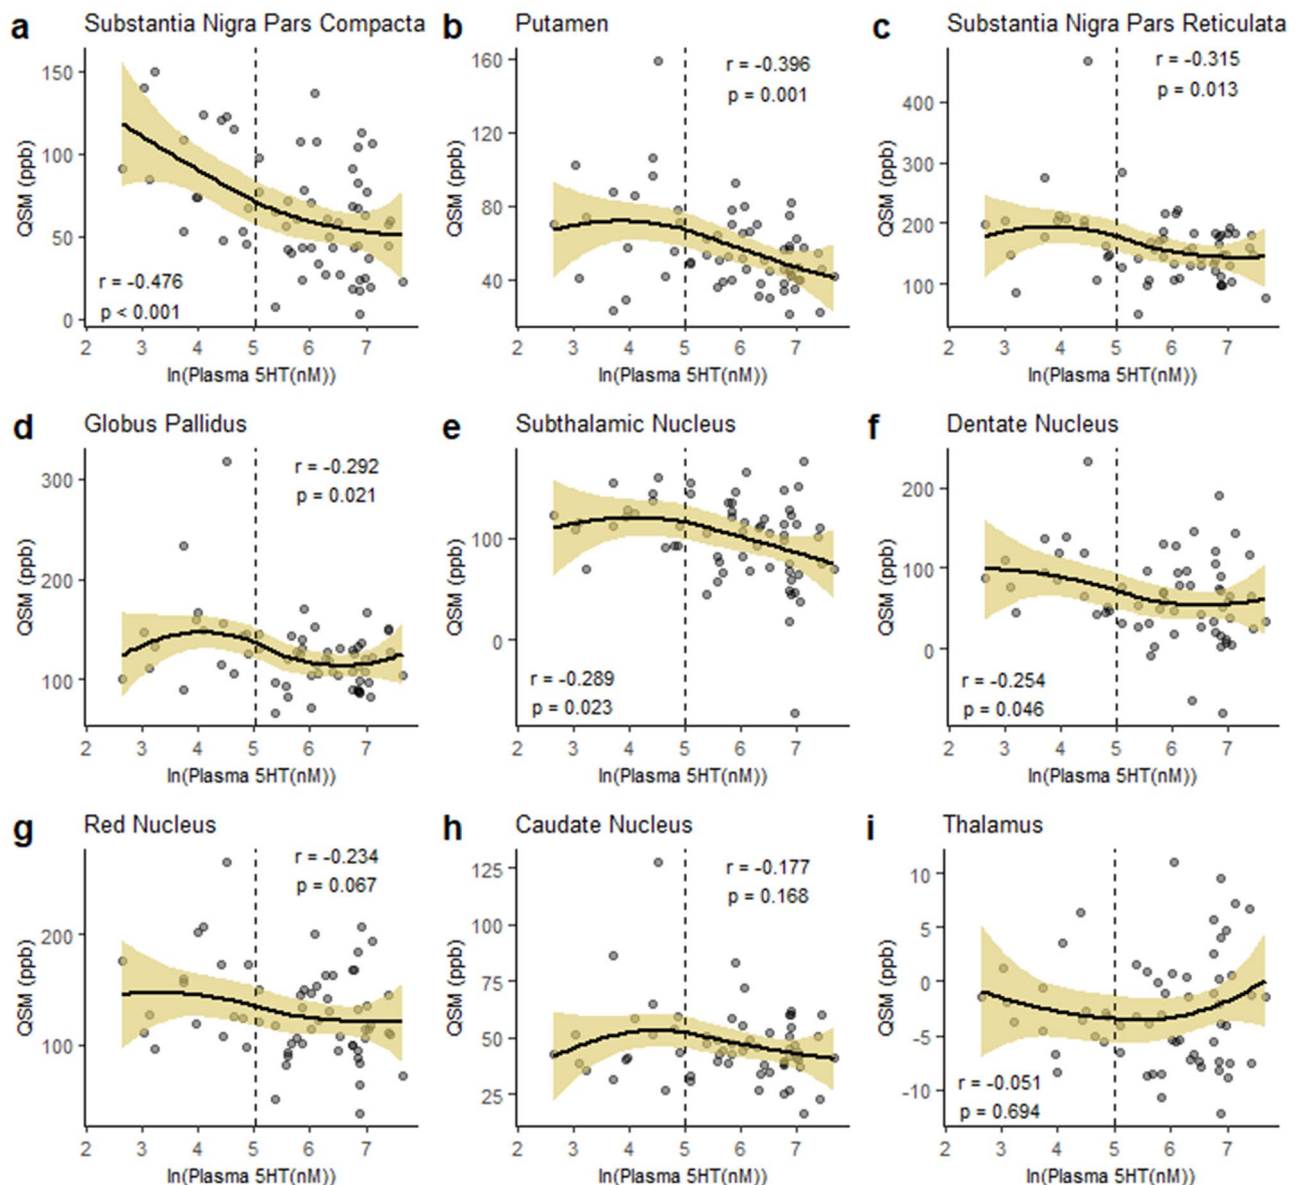 a Substantia Nigra Pars Compacta
150
100
50
0
QSM (ppb)
r = -0.476
p < 0.001
2 3 4 5 6 7
ln(Plasma 5HT(nM))
b Putamen
160
120
80
40
QSM (ppb)
r = -0.396
p = 0.001
2 3 4 5 6 7
ln(Plasma 5HT(nM))
c Substantia Nigra Pars Reticulata
400
300
200
100
QSM (ppb)
r = -0.315
p = 0.013
2 3 4 5 6 7
ln(Plasma 5HT(nM))
d Globus Pallidus
300
200
100
QSM (ppb)
r = -0.292
p = 0.021
2 3 4 5 6 7
ln(Plasma 5HT(nM))
e Subthalamic Nucleus
100
0
QSM (ppb)
r = -0.289
p = 0.023
2 3 4 5 6 7
ln(Plasma 5HT(nM))
f Dentate Nucleus
200
100
0
QSM (ppb)
r = -0.254
p = 0.046
2 3 4 5 6 7
ln(Plasma 5HT(nM))
g Red Nucleus
200
100
QSM (ppb)
r = -0.234
p = 0.067
2 3 4 5 6 7
ln(Plasma 5HT(nM))
h Caudate Nucleus
125
100
75
50
25
QSM (ppb)
r = -0.177
p = 0.168
2 3 4 5 6 7
ln(Plasma 5HT(nM))
i Thalamus
10
5
0
-5
-10
QSM (ppb)
r = -0.051
p = 0.694
2 3 4 5 6 7
ln(Plasma 5HT(nM))